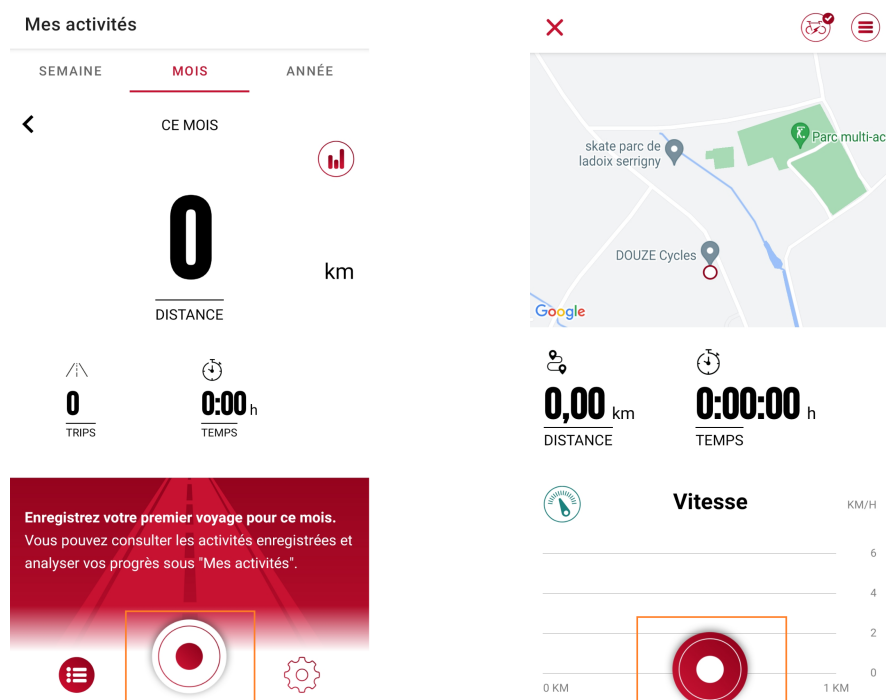 Mes activités
SEMAINE MOIS ANNÉE
CE MOIS
0
km
DISTANCE
0
TRIPS
0:00 h
TEMPS
Enregistrez votre premier voyage pour ce mois.
Vous pouvez consulter les activités enregistrées et
analyser vos progrès sous "Mes activités".
skate parc de
ladoix serrigny
Parc multi-ac
DOUZE Cycles
Google
0,00 km
DISTANCE
0:00:00 h
TEMPS
Vitesse
KM/H
6
4
2
0
0 KM
1 KM